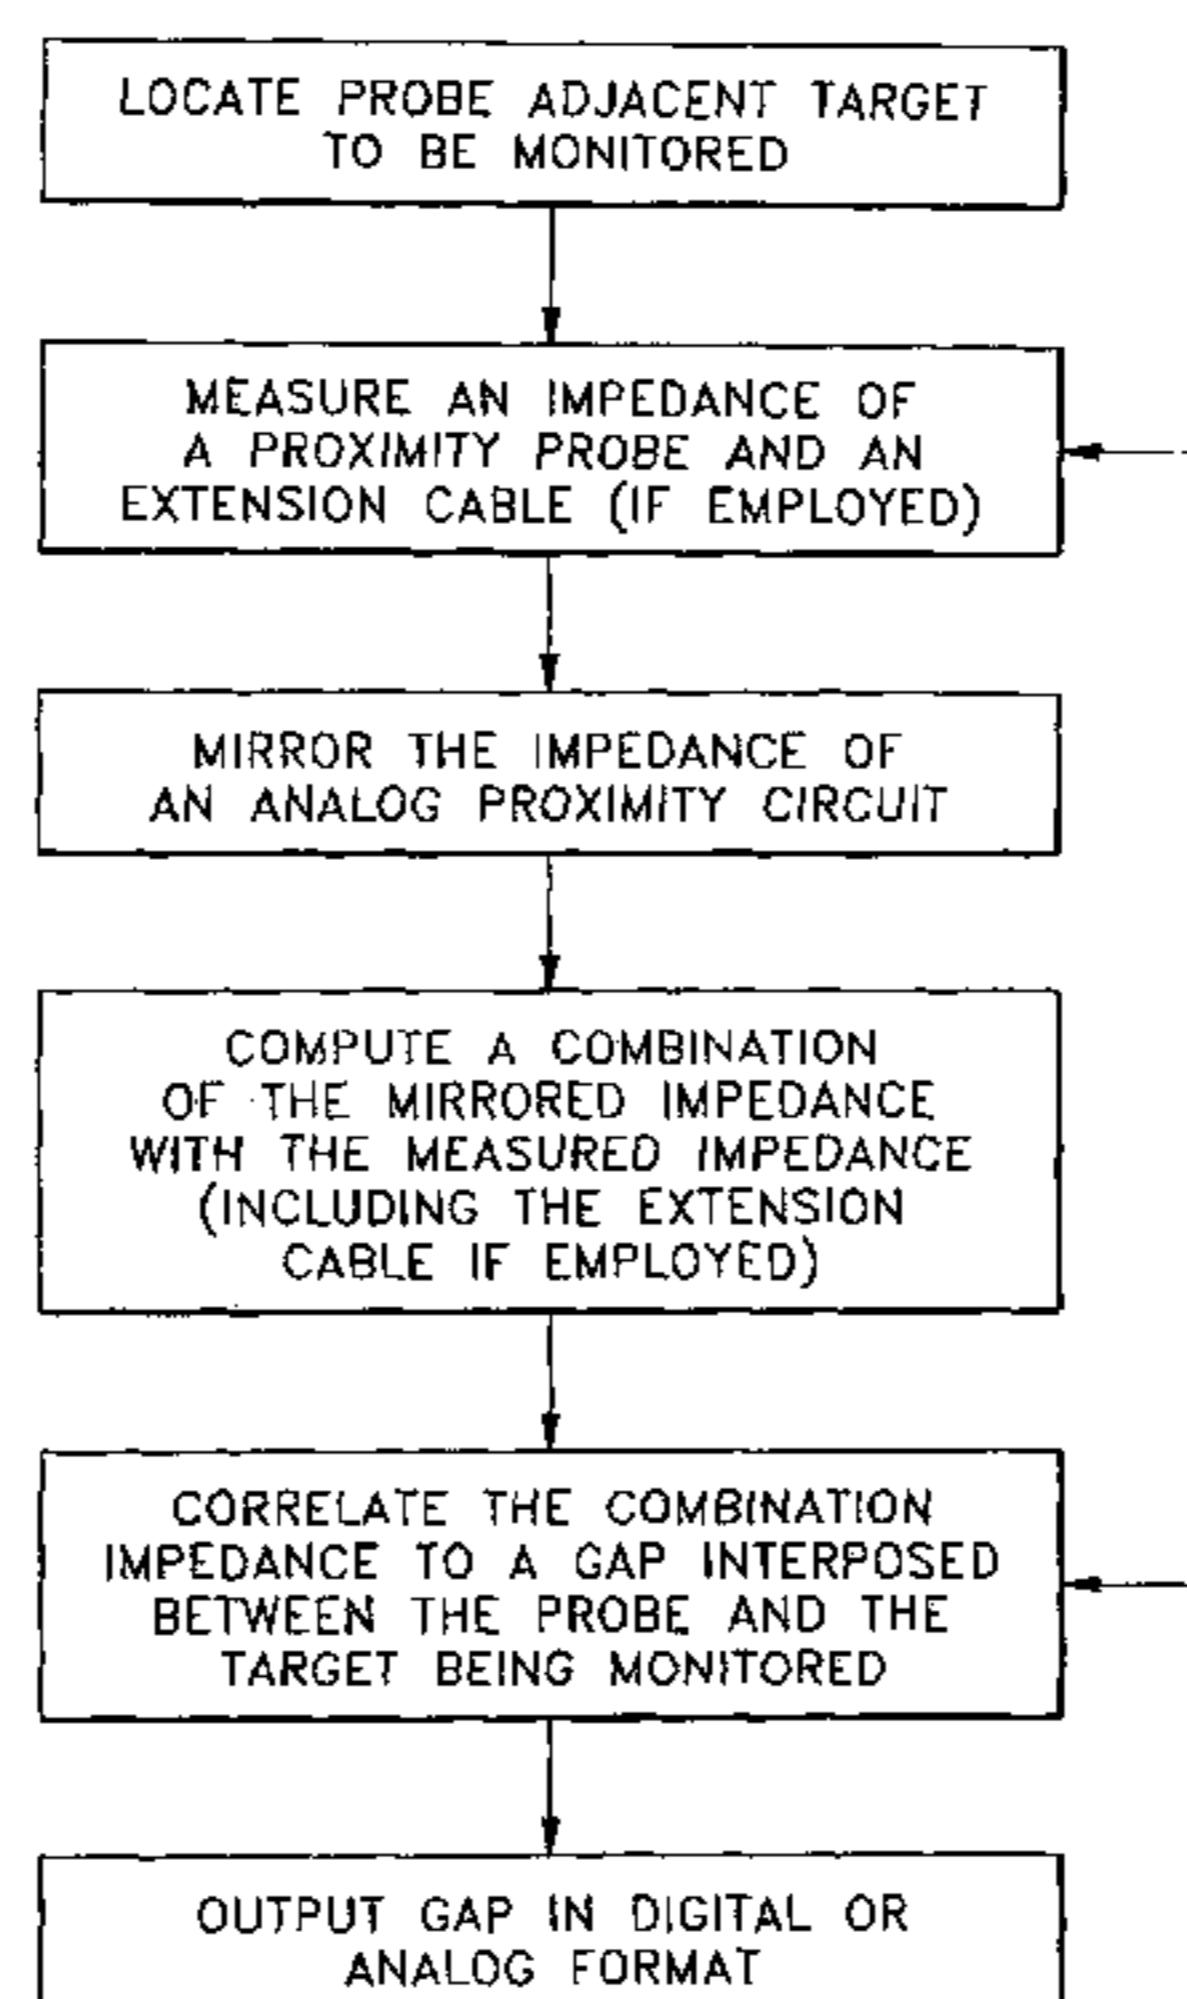 LOCATE PROBE ADJACENT TARGET
TO BE MONITORED
MEASURE AN IMPEDANCE OF
A PROXIMITY PROBE AND AN
EXTENSION CABLE (IF EMPLOYED)
MIRROR THE IMPEDANCE OF
AN ANALOG PROXIMITY CIRCUIT
COMPUTE A COMBINATION
OF THE MIRRORED IMPEDANCE
WITH THE MEASURED IMPEDANCE
(INCLUDING THE EXTENSION
CABLE IF EMPLOYED)
CORRELATE THE COMBINATION
IMPEDANCE TO A GAP INTERPOSED
BETWEEN THE PROBE AND THE
TARGET BEING MONITORED
OUTPUT GAP IN DIGITAL OR
ANALOG FORMAT